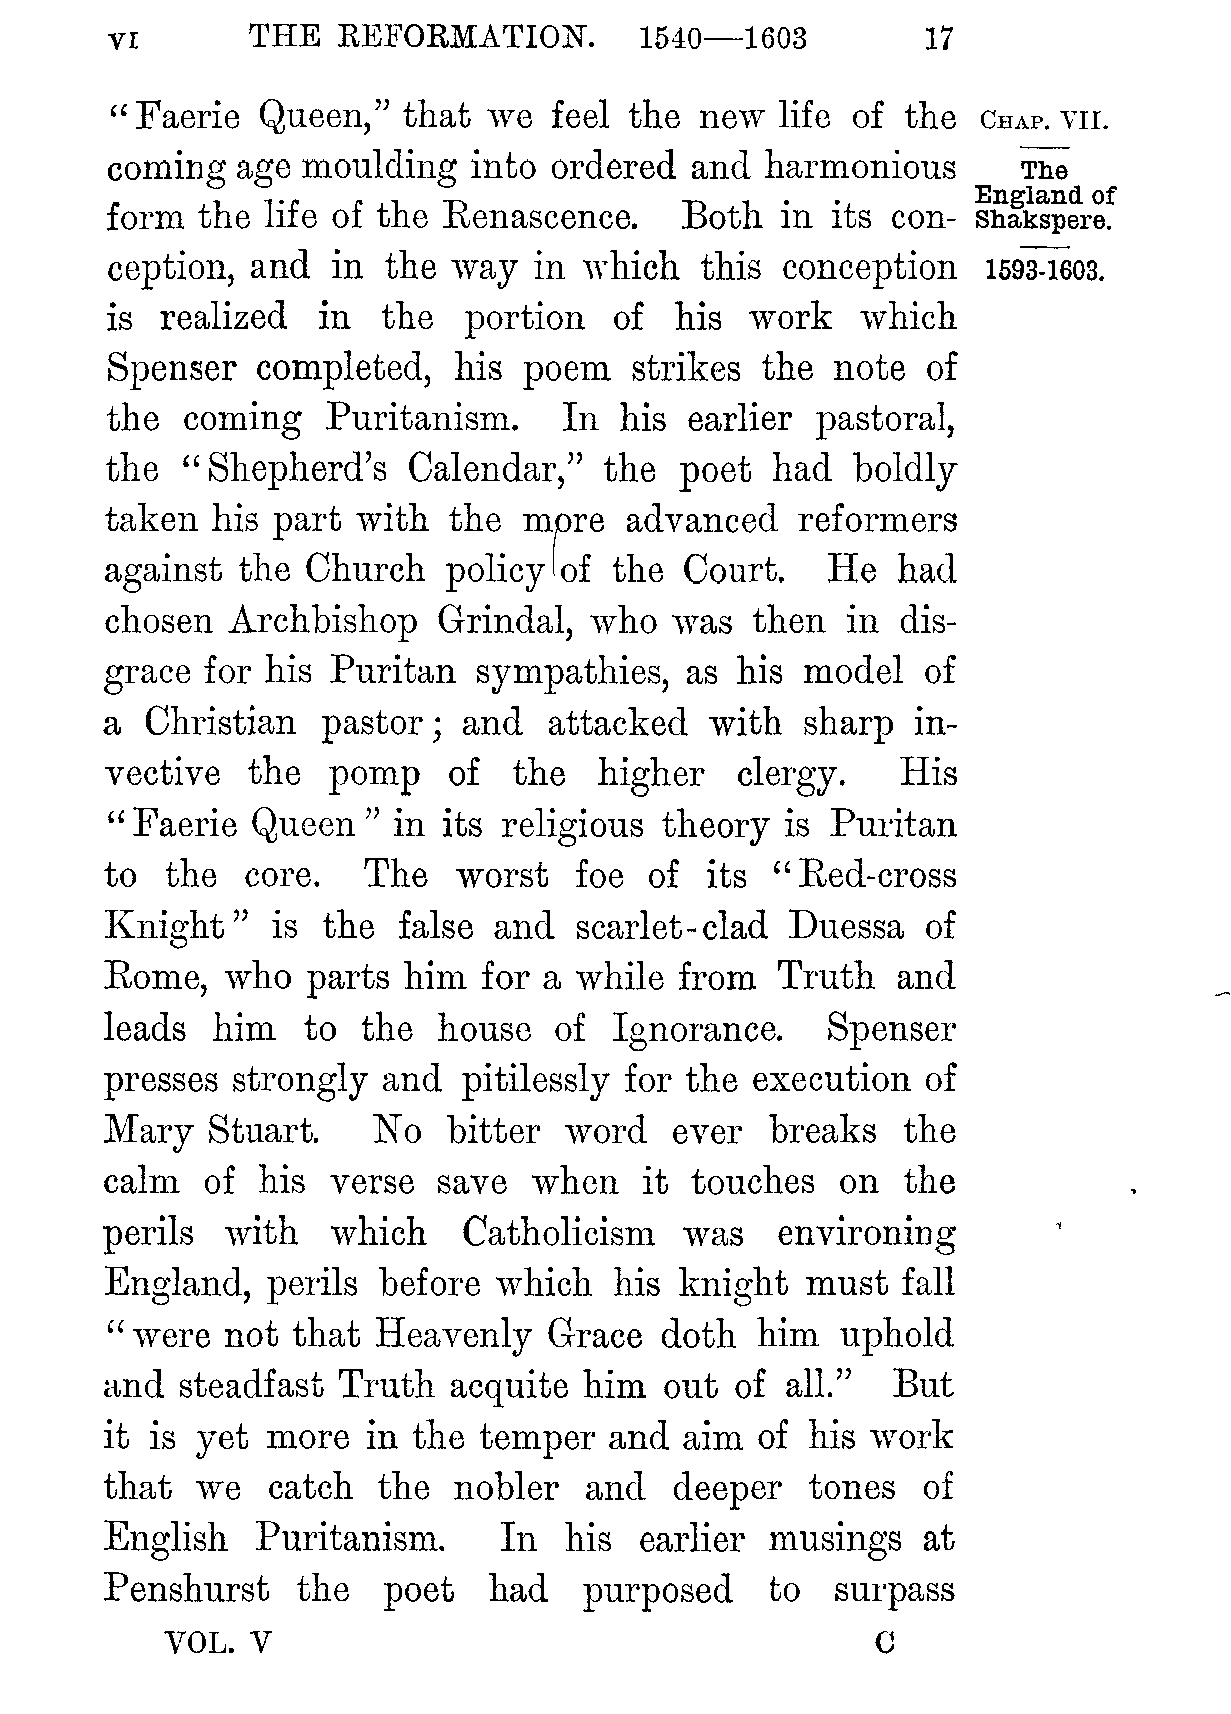 VI THE REFORMATION. 1540—1603 17
“Faerie Queen,” that we feel the new life of the
coming age moulding into ordered and harmonious
form the life of the Renascence. Both in its con-
ception, and in the way in which this conception
is realized in the portion of his work which
Spenser completed, his poem strikes the note of
the coming Puritanism. In his earlier pastoral,
the “Shepherd’s Calendar,” the poet had boldly
taken his part with the more advanced reformers
against the Church policy of the Court. He had
chosen Archbishop Grindal, who was then in dis-
grace for his Puritan sympathies, as his model of
a Christian pastor; and attacked with sharp in-
vective the pomp of the higher clergy. His
“Faerie Queen” in its religious theory is Puritan
to the core. The worst foe of its “Red-cross
Knight” is the false and scarlet-clad Duessa of
Rome, who parts him for a while from Truth and
leads him to the house of Ignorance. Spenser
presses strongly and pitilessly for the execution of
Mary Stuart. No bitter word ever breaks the
calm of his verse save when it touches on the
perils with which Catholicism was environing
England, perils before which his knight must fall
“were not that Heavenly Grace doth him uphold
and steadfast Truth acquite him out of all.” But
it is yet more in the temper and aim of his work
that we catch the nobler and deeper tones of
English Puritanism. In his earlier musings at
Penshurst the poet had purposed to surpass
CHAP. VII.
The
England of
Shakspere.
1593-1603.
VOL. V C